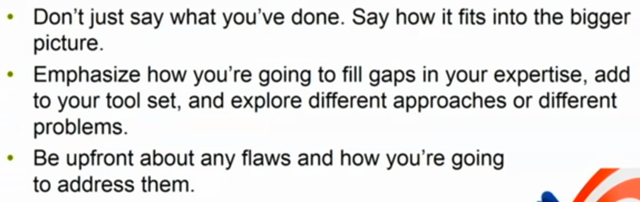 • Don't just say what you've done. Say how it fits into the bigger
picture.
• Emphasize how you're going to fill gaps in your expertise, add
to your tool set, and explore different approaches or different
problems.
• Be upfront about any flaws and how you're going
to address them.